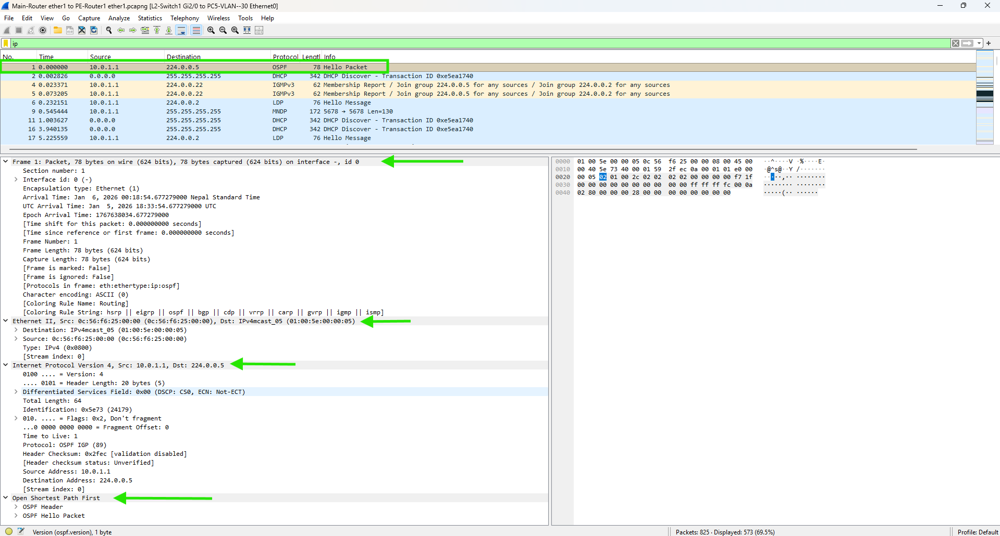 Main-Router ether1 to PE-Router1 ether1.pcapng [L2-Switch1 Gi2/0 to PC5-VLAN--30 Ethernet0]
File Edit View Go Capture Analyze Statistics Telephony Wireless Tools Help
ip
No. Time Source Destination Protocol Lengtl Info
1 0.000000 10.0.1.1 224.0.0.5 OSPF 78 Hello Packet
2 0.002826 0.0.0.0 255.255.255.255 DHCP 342 DHCP Discover - Transaction ID 0xe5ea1740
4 0.023371 10.0.1.1 224.0.0.22 IGMPv3 62 Membership Report / Join group 224.0.0.5 for any sources / Join group 224.0.0.2 for any sources
5 0.073205 10.0.1.1 224.0.0.22 IGMPv3 62 Membership Report / Join group 224.0.0.5 for any sources / Join group 224.0.0.2 for any sources
6 0.232151 10.0.1.1 224.0.0.2 LDP 76 Hello Message
9 0.545444 10.0.1.1 255.255.255.255 MNDP 172 5678 → 5678 Len=130
11 1.003627 0.0.0.0 255.255.255.255 DHCP 342 DHCP Discover - Transaction ID 0xe5ea1740
16 3.940135 0.0.0.0 255.255.255.255 DHCP 342 DHCP Discover - Transaction ID 0xe5ea1740
17 5.225559 10.0.1.1 224.0.0.2 LDP 76 Hello Message
Frame 1: Packet, 78 bytes on wire (624 bits), 78 bytes captured (624 bits) on interface -, id 0
Section number: 1
Interface id: 0 (-)
Encapsulation type: Ethernet (1)
Arrival Time: Jan  6, 2026 00:18:54.677279000 Nepal Standard Time
UTC Arrival Time: Jan  5, 2026 18:33:54.677279000 UTC
Epoch Arrival Time: 1767638034.677279000
[Time shift for this packet: 0.000000000 seconds]
[Time since reference or first frame: 0.000000000 seconds]
Frame Number: 1
Frame Length: 78 bytes (624 bits)
Capture Length: 78 bytes (624 bits)
[Frame is marked: False]
[Frame is ignored: False]
[Protocols in frame: eth:ethertype:ip:ospf]
Character encoding: ASCII (0)
[Coloring Rule Name: Routing]
[Coloring Rule String: hsrp || eigrp || ospf || bgp || cdp || vrrp || carp || gvrp || igmp || ismp]
Ethernet II, Src: 0c:56:f6:25:00:00 (0c:56:f6:25:00:00), Dst: IPv4mcast_05 (01:00:5e:00:00:05)
Destination: IPv4mcast_05 (01:00:5e:00:00:05)
Source: 0c:56:f6:25:00:00 (0c:56:f6:25:00:00)
Type: IPv4 (0x0800)
[Stream index: 0]
Internet Protocol Version 4, Src: 10.0.1.1, Dst: 224.0.0.5
0100 .... = Version: 4
.... 0101 = Header Length: 20 bytes (5)
Differentiated Services Field: 0x00 (DSCP: CS0, ECN: Not-ECT)
Total Length: 64
Identification: 0x5e73 (24179)
010. .... = Flags: 0x2, Don't fragment
...0 0000 0000 0000 = Fragment Offset: 0
Time to Live: 1
Protocol: OSPF IGP (89)
Header Checksum: 0x2fec [validation disabled]
[Header checksum status: Unverified]
Source Address: 10.0.1.1
Destination Address: 224.0.0.5
[Stream index: 0]
Open Shortest Path First
OSPF Header
OSPF Hello Packet
0000 01 00 5e 00 00 05 0c 56 f6 25 00 00 08 00 45 00 ··^····V ·%····E·
0010 00 40 5e 73 40 00 01 59 2f ec 0a 00 01 01 e0 00 ·@^s@··Y /·······
0020 00 05 02 01 00 2c 02 02 02 02 00 00 00 00 f7 1f ·····,·· ········
0030 00 00 00 00 00 00 00 00 00 00 ff ff ff fc 00 0a ········ ········
0040 02 80 00 00 00 28 00 00 00 00 00 00 00 00 ·····(·· ······
Version (ospf.version), 1 byte
Packets: 825 · Displayed: 573 (69.5%)
Profile: Default